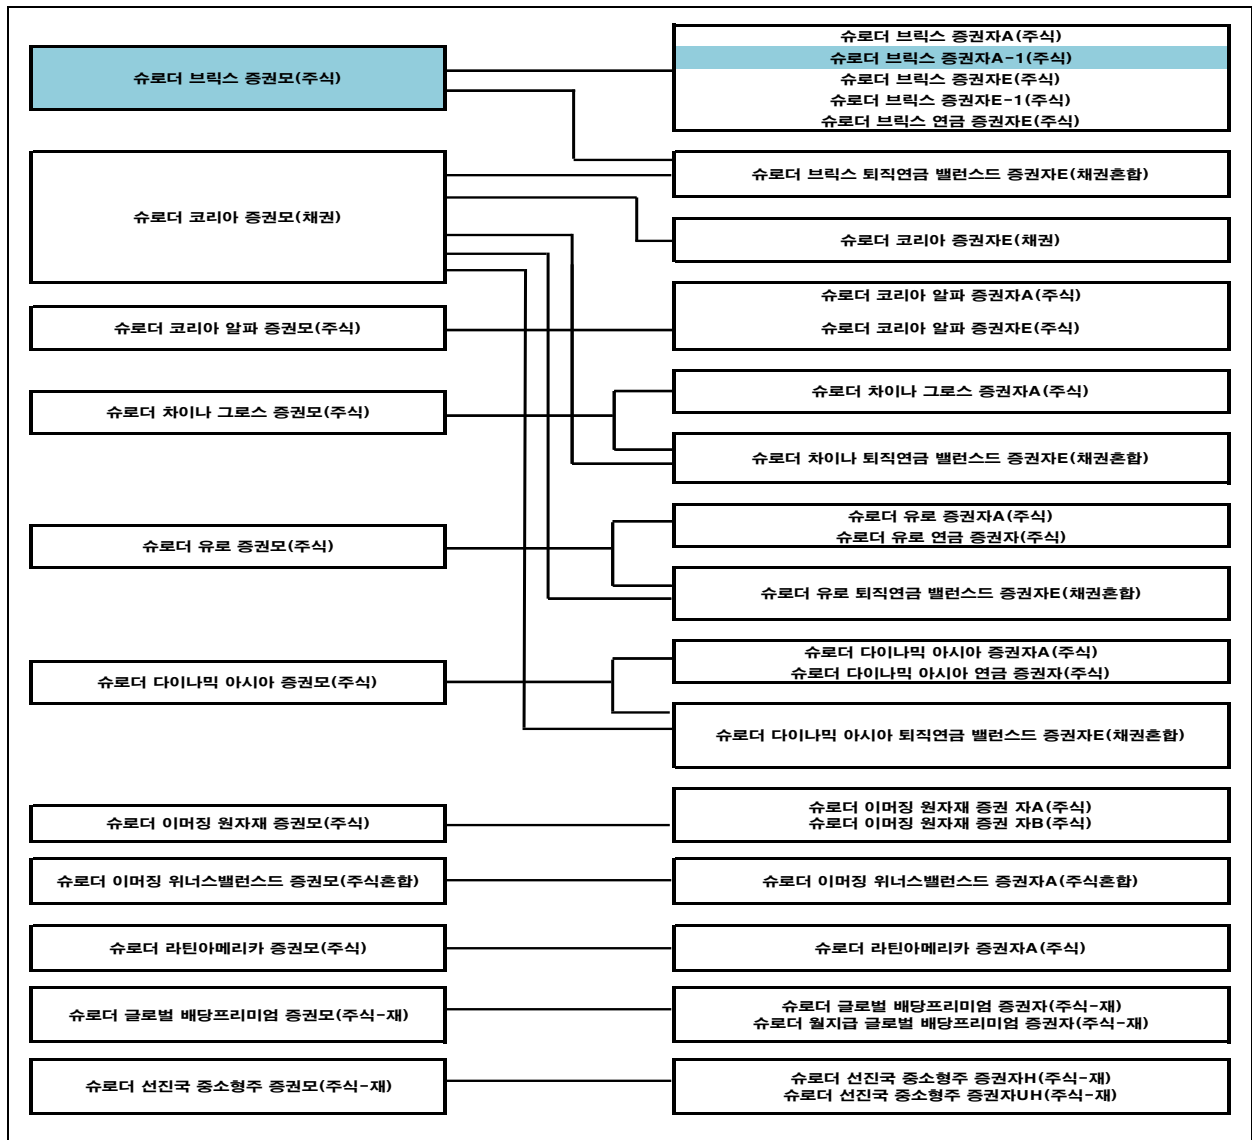 슈로더 브릭스 증권모(주식)
슈로더 브릭스 증권자A(주식)
슈로더 브릭스 증권자A-1(주식)
슈로더 브릭스 증권자E(주식)
슈로더 브릭스 증권자E-1(주식)
슈로더 브릭스 연금 증권자E(주식)
슈로더 브릭스 퇴직연금 밸런스드 증권자E(채권혼합)
슈로더 코리아 증권모(채권)
슈로더 코리아 증권자E(채권)
슈로더 코리아 알파 증권모(주식)
슈로더 코리아 알파 증권자A(주식)
슈로더 코리아 알파 증권자E(주식)
슈로더 차이나 그로스 증권모(주식)
슈로더 차이나 그로스 증권자A(주식)
슈로더 차이나 퇴직연금 밸런스드 증권자E(채권혼합)
슈로더 유로 증권모(주식)
슈로더 유로 증권자A(주식)
슈로더 유로 연금 증권자(주식)
슈로더 유로 퇴직연금 밸런스드 증권자E(채권혼합)
슈로더 다이나믹 아시아 증권모(주식)
슈로더 다이나믹 아시아 증권자A(주식)
슈로더 다이나믹 아시아 연금 증권자(주식)
슈로더 다이나믹 아시아 퇴직연금 밸런스드 증권자E(채권혼합)
슈로더 이머징 원자재 증권모(주식)
슈로더 이머징 원자재 증권 자A(주식)
슈로더 이머징 원자재 증권 자B(주식)
슈로더 이머징 위너스밸런스드 증권모(주식혼합)
슈로더 이머징 위너스밸런스드 증권자A(주식혼합)
슈로더 라틴아메리카 증권모(주식)
슈로더 라틴아메리카 증권자A(주식)
슈로더 글로벌 배당프리미엄 증권모(주식-재)
슈로더 글로벌 배당프리미엄 증권자(주식-재)
슈로더 월지급 글로벌 배당프리미엄 증권자(주식-재)
슈로더 선진국 중소형주 증권모(주식-재)
슈로더 선진국 중소형주 증권자H(주식-재)
슈로더 선진국 중소형주 증권자UH(주식-재)